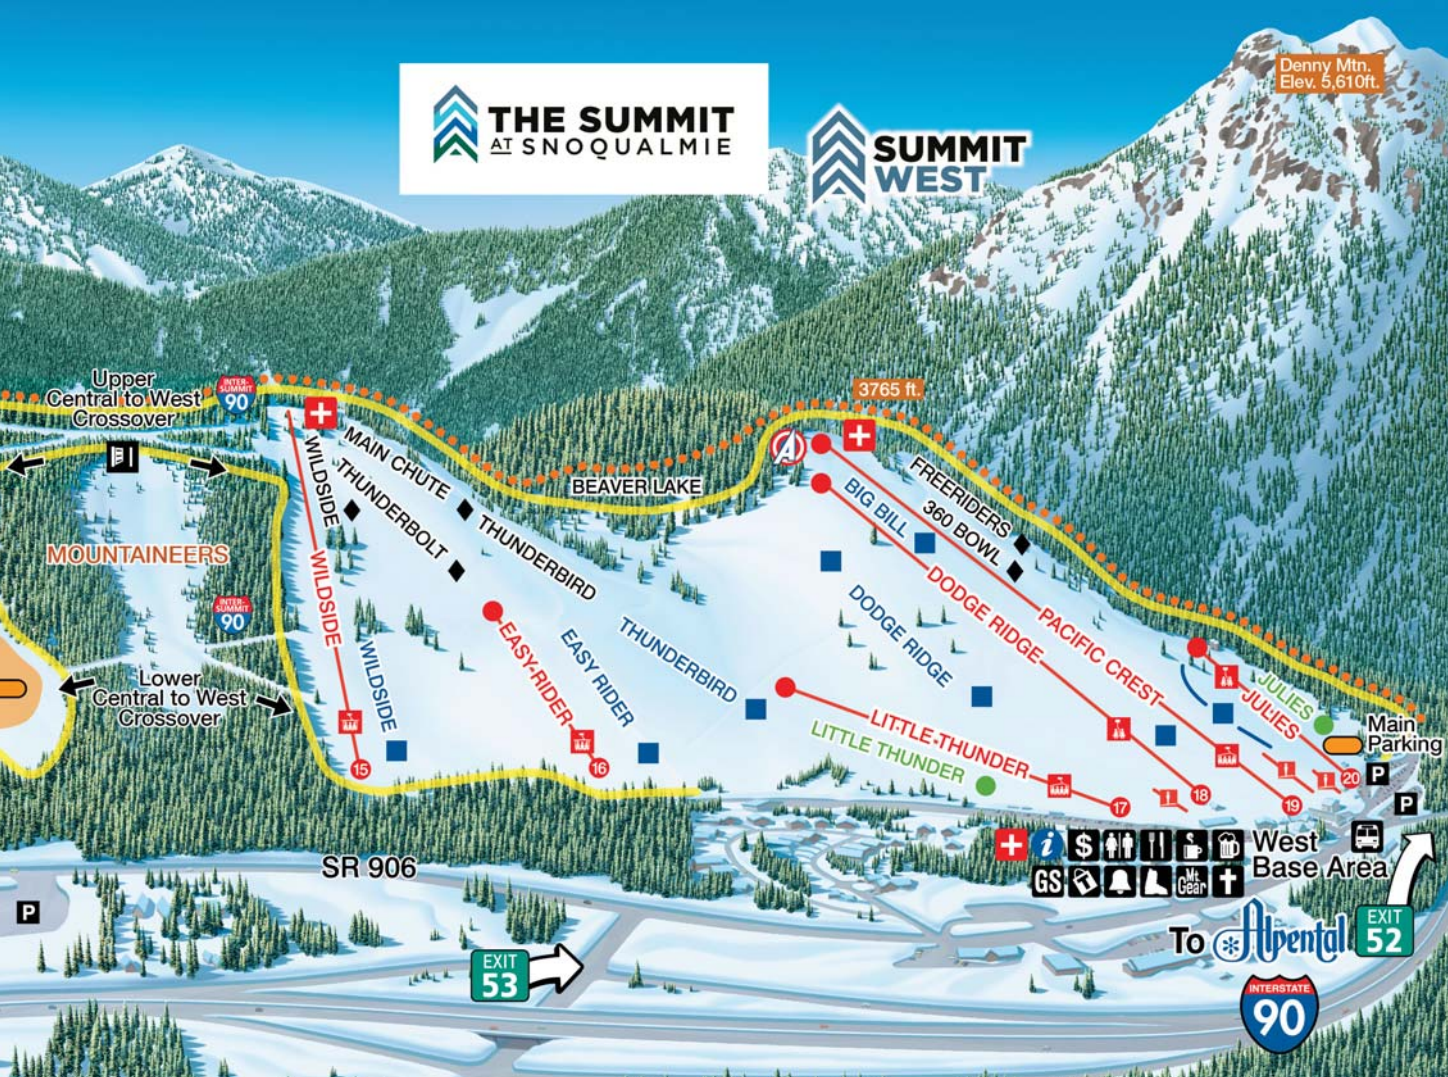 Denny Mtn.
Elev. 5,610ft.
THE SUMMIT
AT SNOQUALMIE
SUMMIT
WEST
Upper
Central to West
Crossover
INTER-
SUMMIT
90
3765 ft.
A
MAIN CHUTE
WILDSIDE
THUNDERBOLT
BEAVER LAKE
FREERIDERS
360 BOWL
BIG BILL
THUNDERBIRD
MOUNTAINEERS
WILDSIDE
INTER-
SUMMIT
90
DODGE RIDGE
PACIFIC CREST
DODGE RIDGE
EASY-RIDER
EASY RIDER
THUNDERBIRD
WILDSIDE
Lower
Central to West
Crossover
JULIES
JULIES
LITTLE-THUNDER
LITTLE THUNDER
Main
Parking
P
P
15
16
17
18
19
20
i
$
West
Base Area
GS
Mt.
Gear
SR 906
P
EXIT
53
To Alpental
EXIT
52
INTERSTATE
90